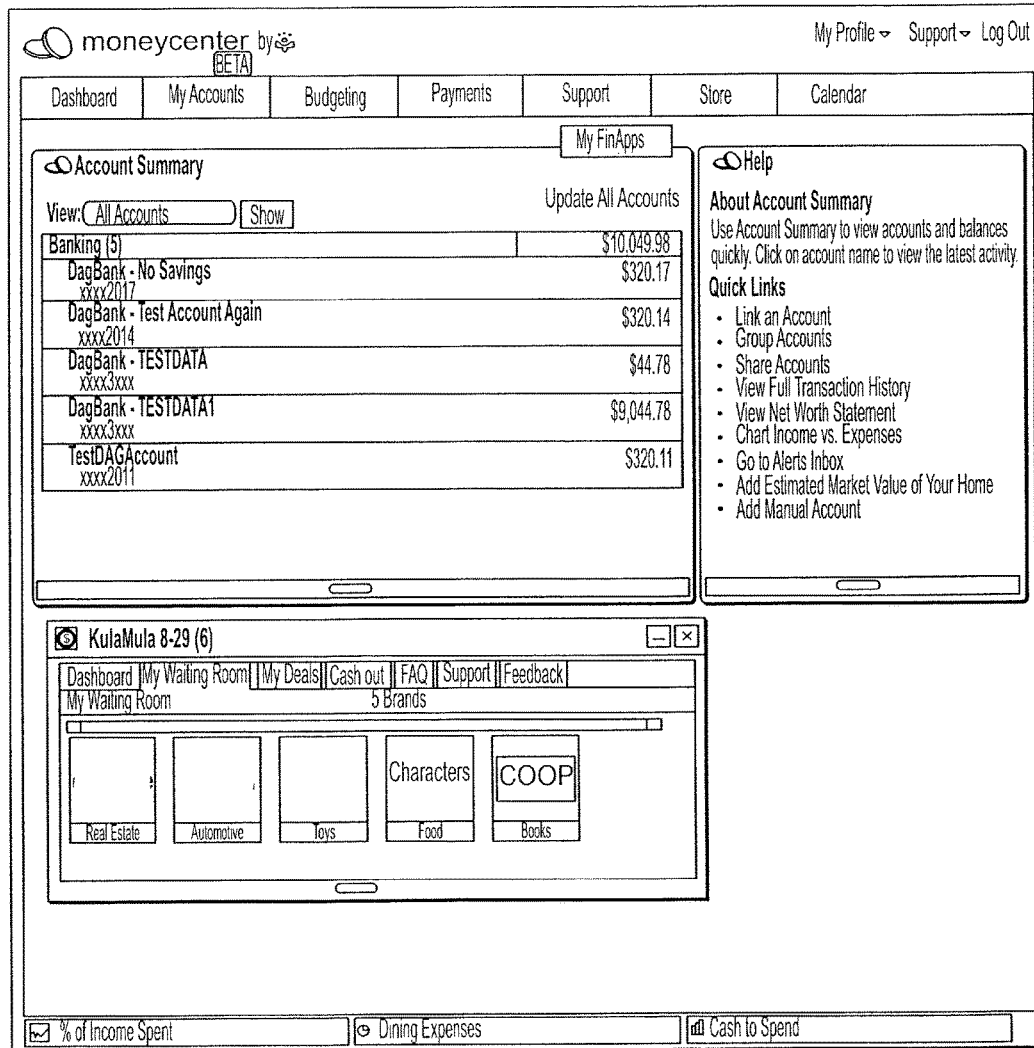 moneycenter by
BETA
My Profile Support Log Out
Dashboard My Accounts Budgeting Payments Support Store Calendar
My FinApps
Account Summary
Update All Accounts
View: All Accounts Show
Banking (5) $10,049.98
DagBank - No Savings $320.17
xxxx2017
DagBank - Test Account Again $320.14
xxxx2014
DagBank - TESTDATA $44.78
xxxx3xxx
DagBank - TESTDATA1 $9,044.78
xxxx3xxx
TestDAGAccount $320.11
xxxx2011
Help
About Account Summary
Use Account Summary to view accounts and balances
quickly. Click on account name to view the latest activity.
Quick Links
• Link an Account
• Group Accounts
• Share Accounts
• View Full Transaction History
• View Net Worth Statement
• Chart Income vs. Expenses
• Go to Alerts Inbox
• Add Estimated Market Value of Your Home
• Add Manual Account
KulaMula 8-29 (6)
Dashboard My Waiting Room My Deals Cash out FAQ Support Feedback
My Waiting Room 5 Brands
Characters COOP
Real Estate Automotive Toys Food Books
% of Income Spent Dining Expenses Cash to Spend